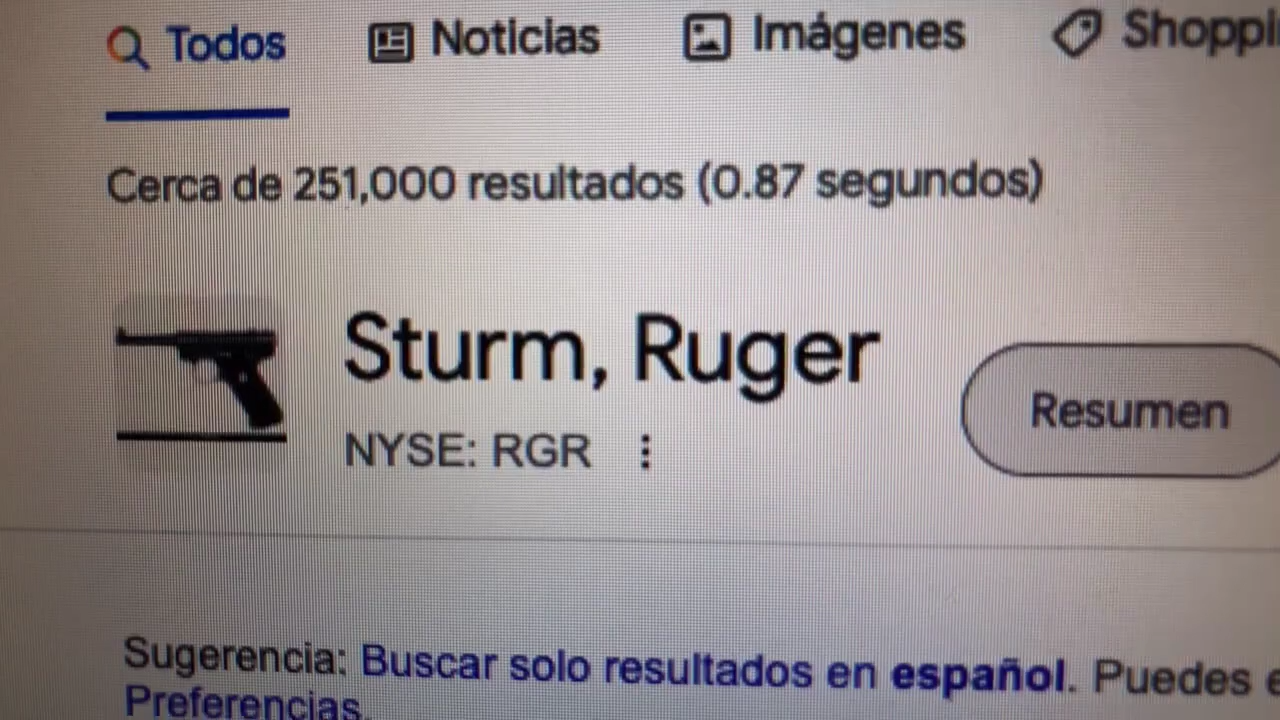 Todos Noticias Imágenes Shoppi
Cerca de 251,000 resultados (0.87 segundos)
Sturm, Ruger
Resumen
NYSE: RGR
Sugerencia: Buscar solo resultados en español. Puedes e
Preferencias.